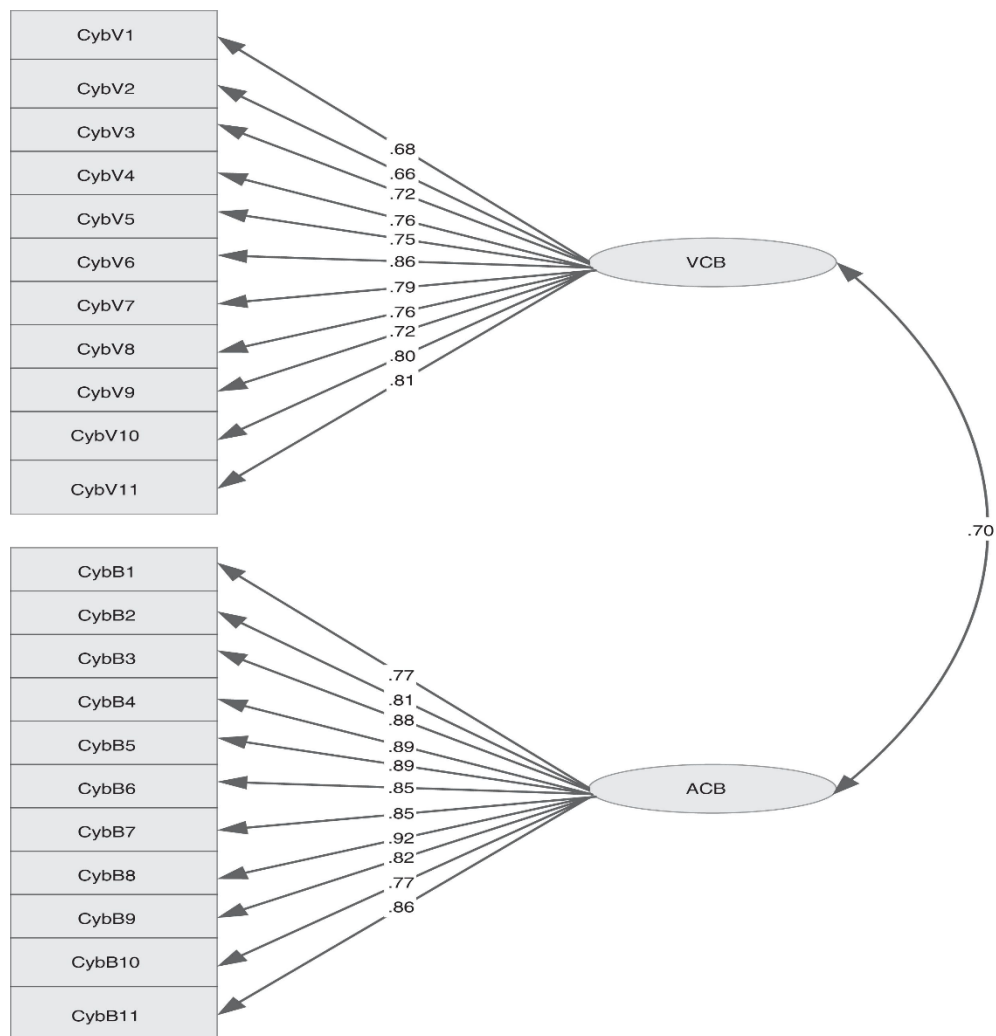 CybV1
CybV2
CybV3
CybV4
CybV5
CybV6
CybV7
CybV8
CybV9
CybV10
CybV11
.68
.66
.72
.76
.75
.86
.79
.76
.72
.80
.81
VCB
.70
CybB1
CybB2
CybB3
CybB4
CybB5
CybB6
CybB7
CybB8
CybB9
CybB10
CybB11
.77
.81
.88
.89
.89
.85
.85
.92
.82
.77
.86
ACB